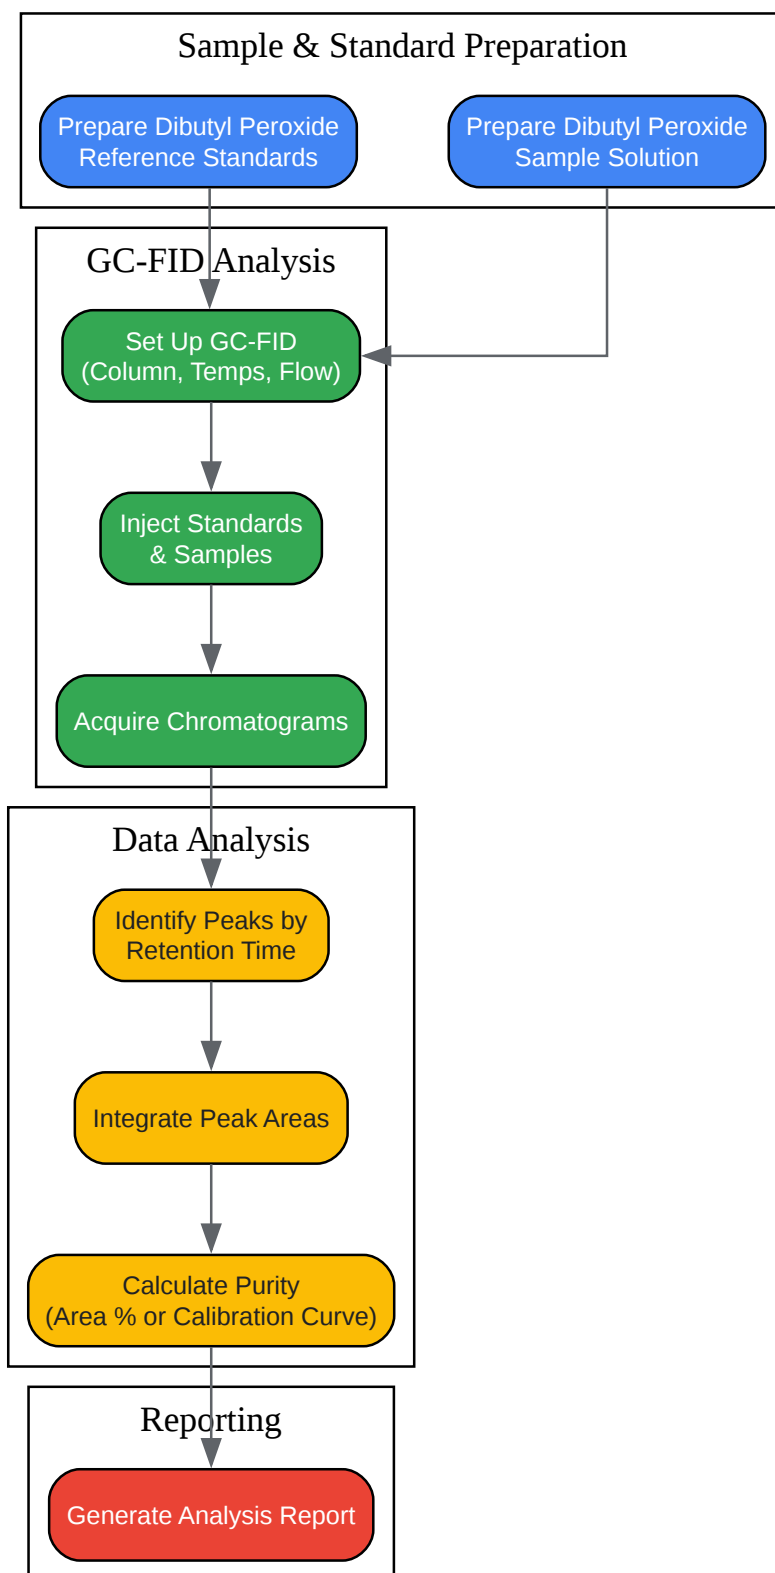 Sample & Standard Preparation
Prepare Dibutyl Peroxide
Reference Standards
Prepare Dibutyl Peroxide
Sample Solution
GC-FID Analysis
Set Up GC-FID
(Column, Temps, Flow)
Inject Standards
& Samples
Acquire Chromatograms
Data Analysis
Identify Peaks by
Retention Time
Integrate Peak Areas
Calculate Purity
(Area % or Calibration Curve)
Reporting
Generate Analysis Report